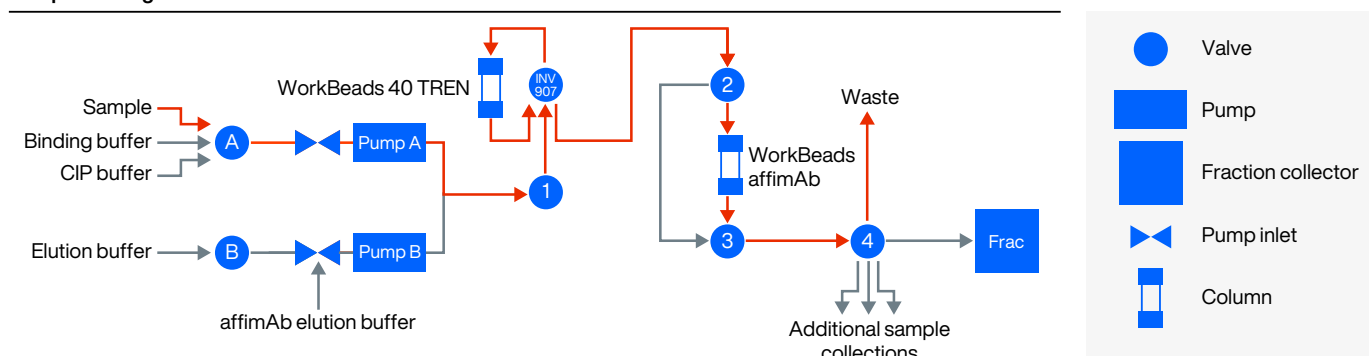 WorkBeads 40 TREN
INV
907
2
Sample
Binding buffer
CIP buffer
A
Pump A
Waste
WorkBeads
affimAb
1
Elution buffer
B
Pump B
affimAb elution buffer
3
4
Frac
Additional sample
collections
Valve
Pump
Fraction collector
Pump inlet
Column